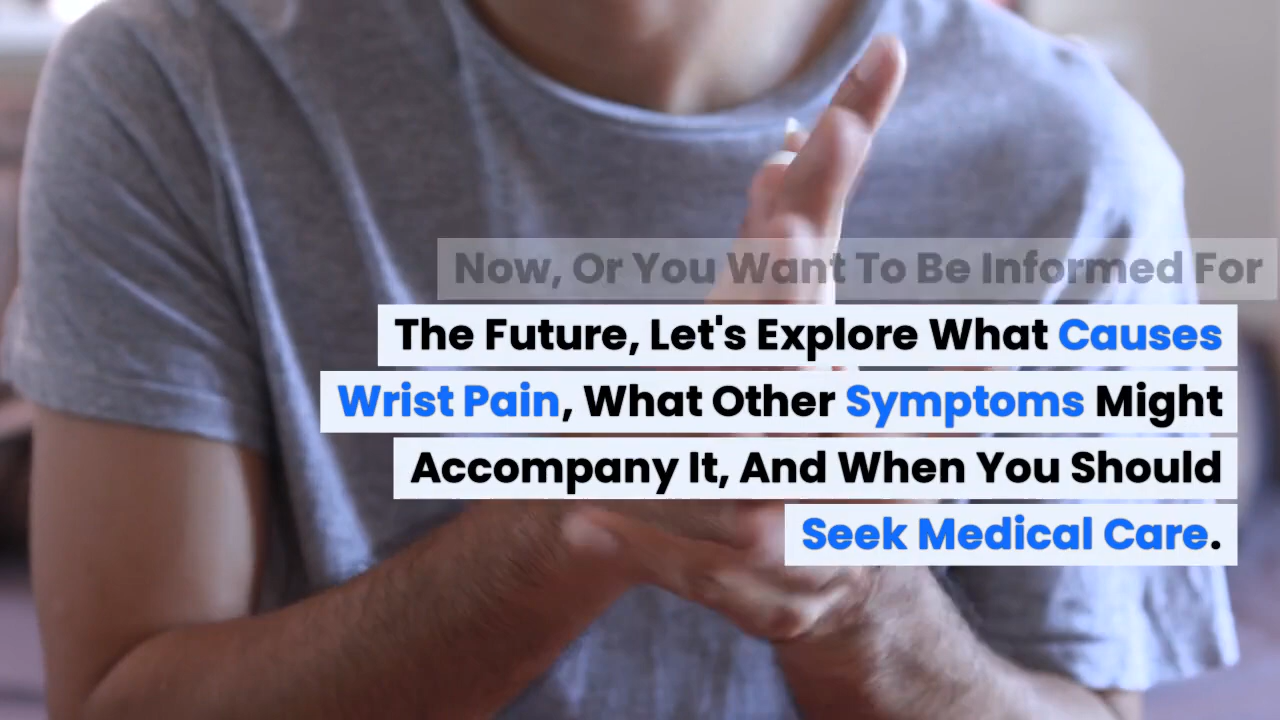 Now, Or You Want To Be Informed For
The Future, Let's Explore What Causes
Wrist Pain, What Other Symptoms Might
Accompany It, And When You Should
Seek Medical Care.